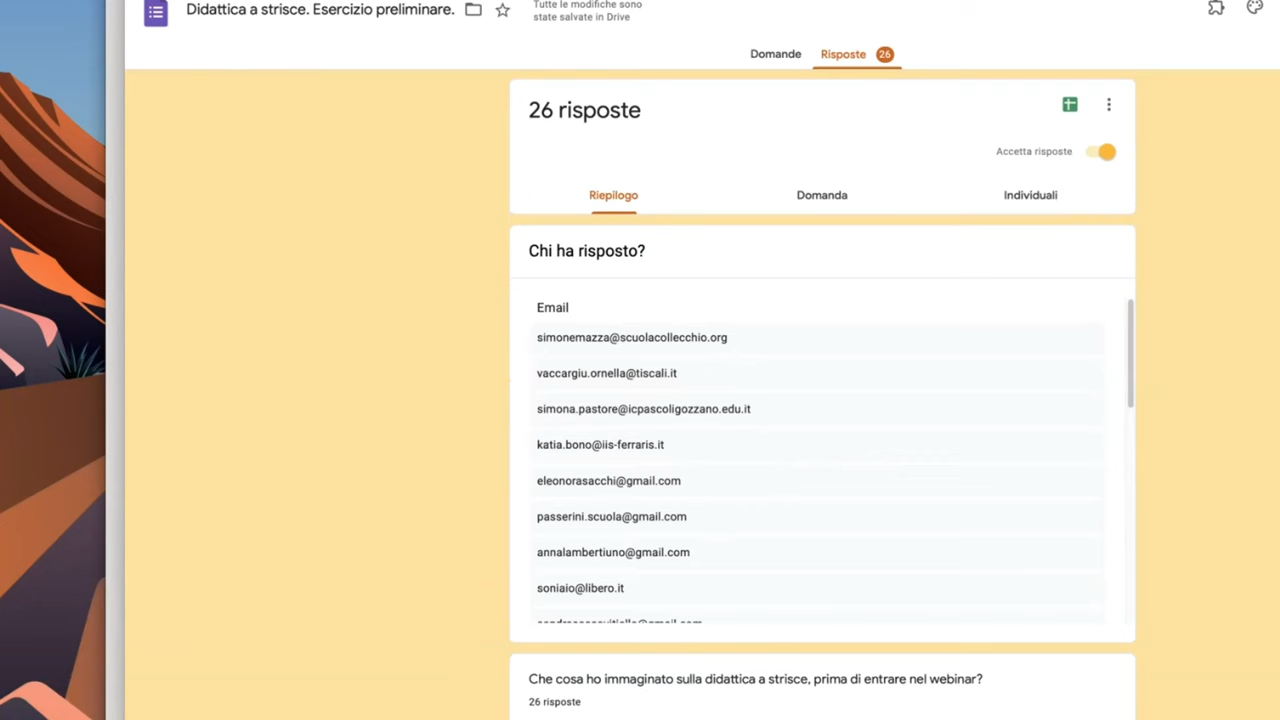 Didattica a strisce. Esercizio preliminare.
Tutte le modifiche sono
state salvate in Drive
Domande
Risposte 26
26 risposte
Accetta risposte
Riepilogo
Domanda
Individuali
Chi ha risposto?
Email
simonemazza@scuolacollecchio.org
vaccargiu.ornella@tiscali.it
simona.pastore@icpascoligozzano.edu.it
katia.bono@iis-ferraris.it
eleonorasacchi@gmail.com
passerini.scuola@gmail.com
annalambertiuno@gmail.com
soniaio@libero.it
Che cosa ho immaginato sulla didattica a strisce, prima di entrare nel webinar?
26 risposte